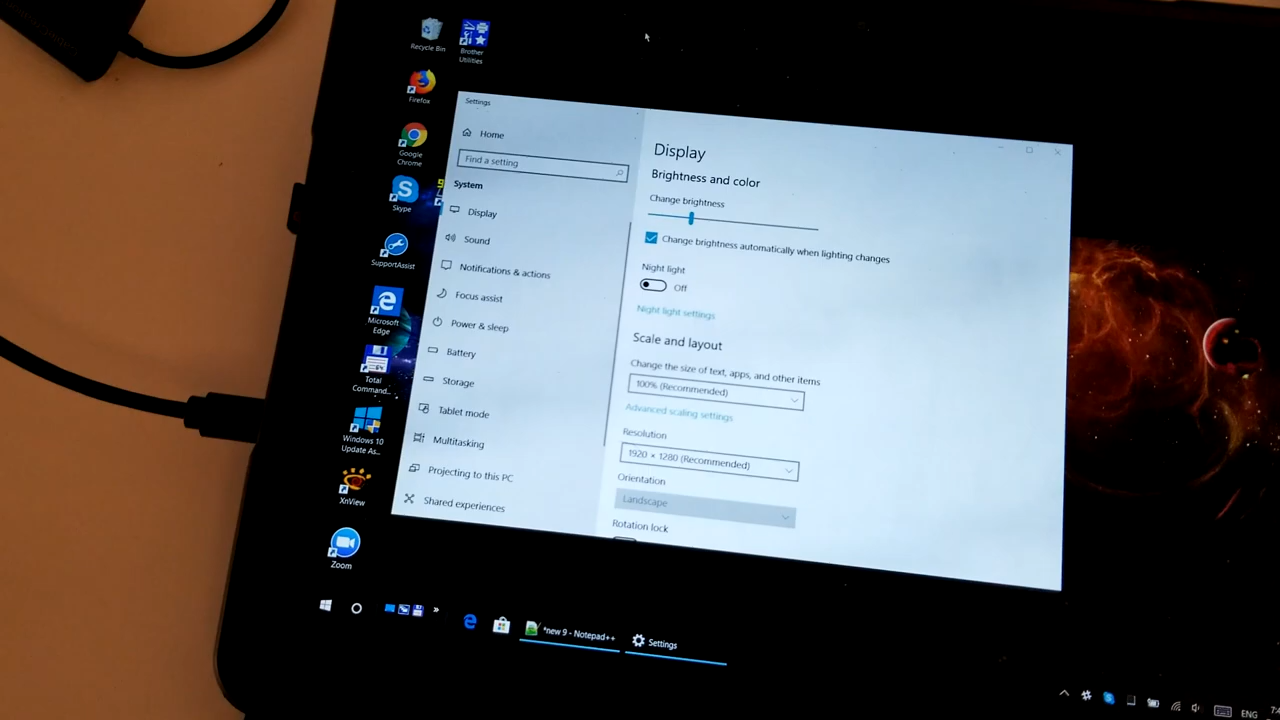 Recycle Bin
Brother
Utilities
Firefox
Google
Chrome
Skype
SupportAssist
Microsoft
Edge
Total
Command...
Windows 10
Update As...
XnView
Zoom
Settings
Home
Find a setting
System
Display
Sound
Notifications & actions
Focus assist
Power & sleep
Battery
Storage
Tablet mode
Multitasking
Projecting to this PC
Shared experiences
Display
Brightness and color
Change brightness
Change brightness automatically when lighting changes
Night light
Off
Night light settings
Scale and layout
Change the size of text, apps, and other items
100% (Recommended)
Advanced scaling settings
Resolution
1920 × 1280 (Recommended)
Orientation
Landscape
Rotation lock
*new 9 - Notepad++
Settings
ENG